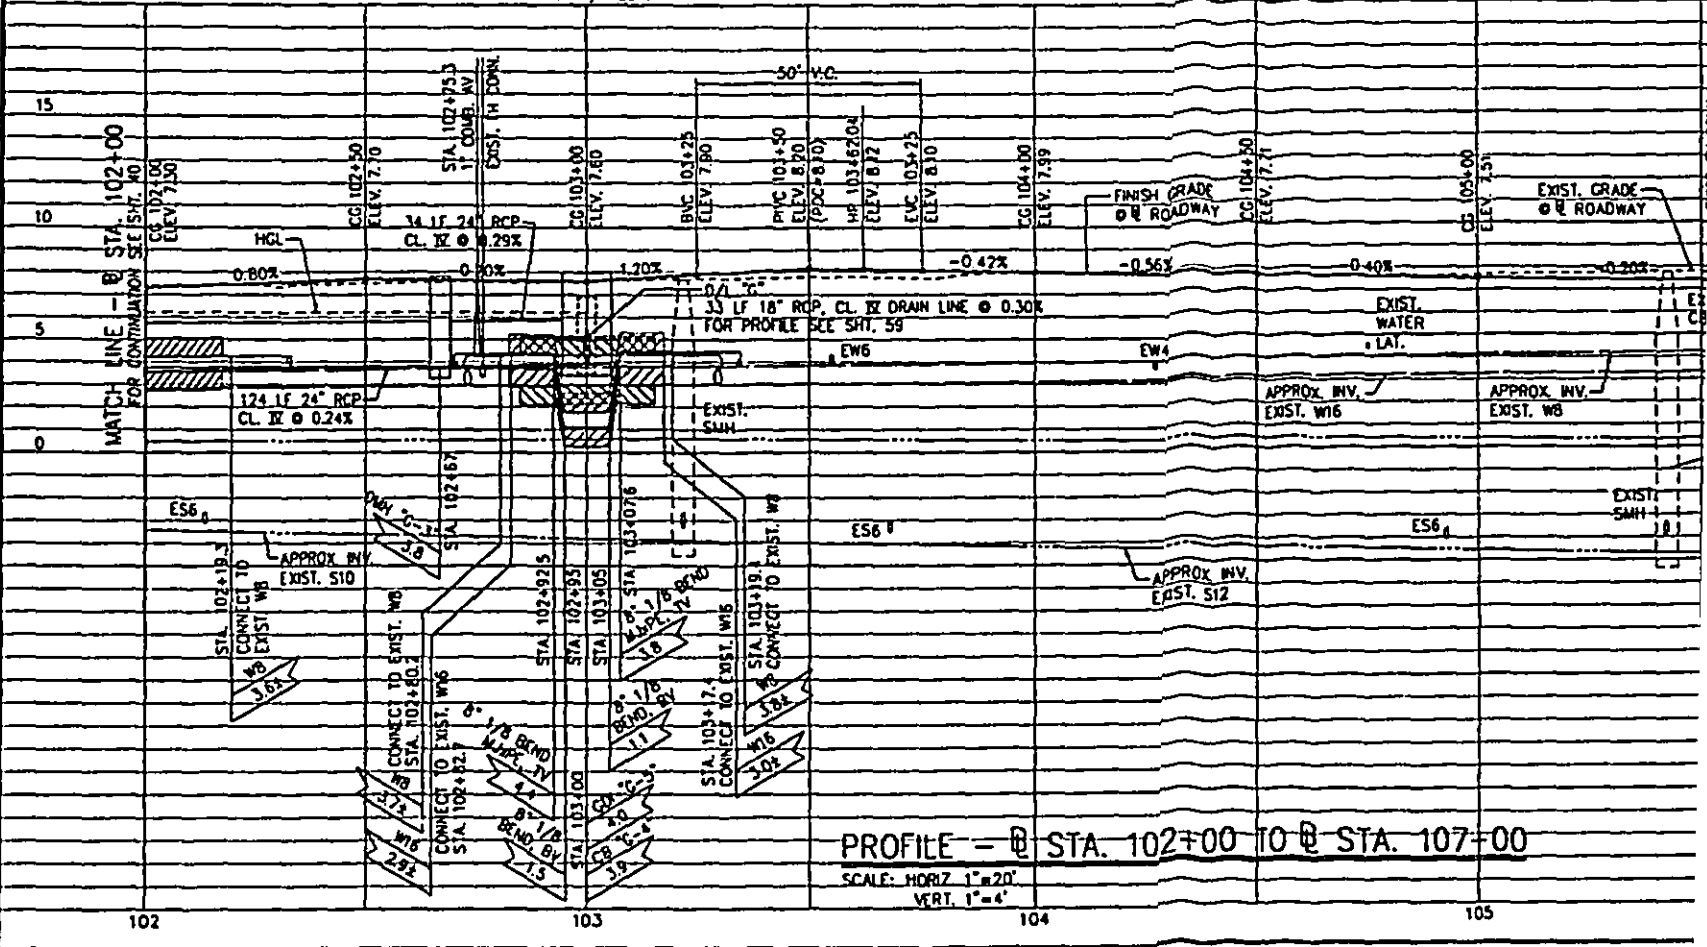 50' V.C.
15
10
5
0
MATCH LINE - ⅊ STA. 102+00
FOR CONTINUATION SEE SHT. 40
CG 102+00
ELEV. 7.30
CG 102+50
ELEV. 7.70
STA. 102+75.3
1" COMB. AV
EXIST. FH CONN.
CG 103+00
ELEV. 7.60
BVC 103+25
ELEV. 7.90
PIVC 103+50
ELEV. 8.20
(POC=8.10)
HP 103+62.04
ELEV. 8.12
EVC 103+25
ELEV. 8.10
CG 104+00
ELEV. 7.99
FINISH GRADE
@ ⅊ ROADWAY
CG 104+50
ELEV. 7.71
CG 105+00
ELEV. 7.51
EXIST. GRADE
@ ⅊ ROADWAY
HGL
34 LF 24" RCP
CL. IV @ 0.29%
0.80%
1.20%
-0.42%
-0.56%
-0.40%
-0.20%
D/L "G"
33 LF 18" RCP, CL. IV DRAIN LINE @ 0.30%
FOR PROFILE SEE SHT. 59
EXIST.
WATER
LAT.
EW6
EW4
124 LF 24" RCP
CL. IV @ 0.24%
APPROX. INV.
EXIST. W16
APPROX. INV.
EXIST. W8
EXIST.
SMH
ES6
ES6
ES6
EXIST
SMH
APPROX. INV.
EXIST. S10
APPROX. INV.
EXIST. S12
STA. 102+19.3
CONNECT TO
EXIST. W8
W8
3.6±
3.8
STA. 102+67
CONNECT TO EXIST. W8
STA. 102+80.2
W8
3.7±
CONNECT TO EXIST. W16
STA. 102+82.7
W16
2.9±
STA. 102+92.5
8" 1/8 BEND
MJxPE, TV
4.4
STA. 102+95
8" 1/8
BEND, BV
1.5
STA. 103+00
GDI "G-3"
4.0
CB "G-4"
3.9
STA. 103+05
8" 1/8
BEND, BV
1.1
STA. 103+07.6
8" 1/8 BEND
MJxPE, TV
3.8
STA. 103+17.4
CONNECT TO EXIST. W16
W16
3.0±
STA. 103+19.1
CONNECT TO EXIST. W8
W8
3.8±
PROFILE - ⅊ STA. 102+00 TO ⅊ STA. 107+00
SCALE: HORIZ. 1"=20'
VERT. 1"=4'
102
103
104
105